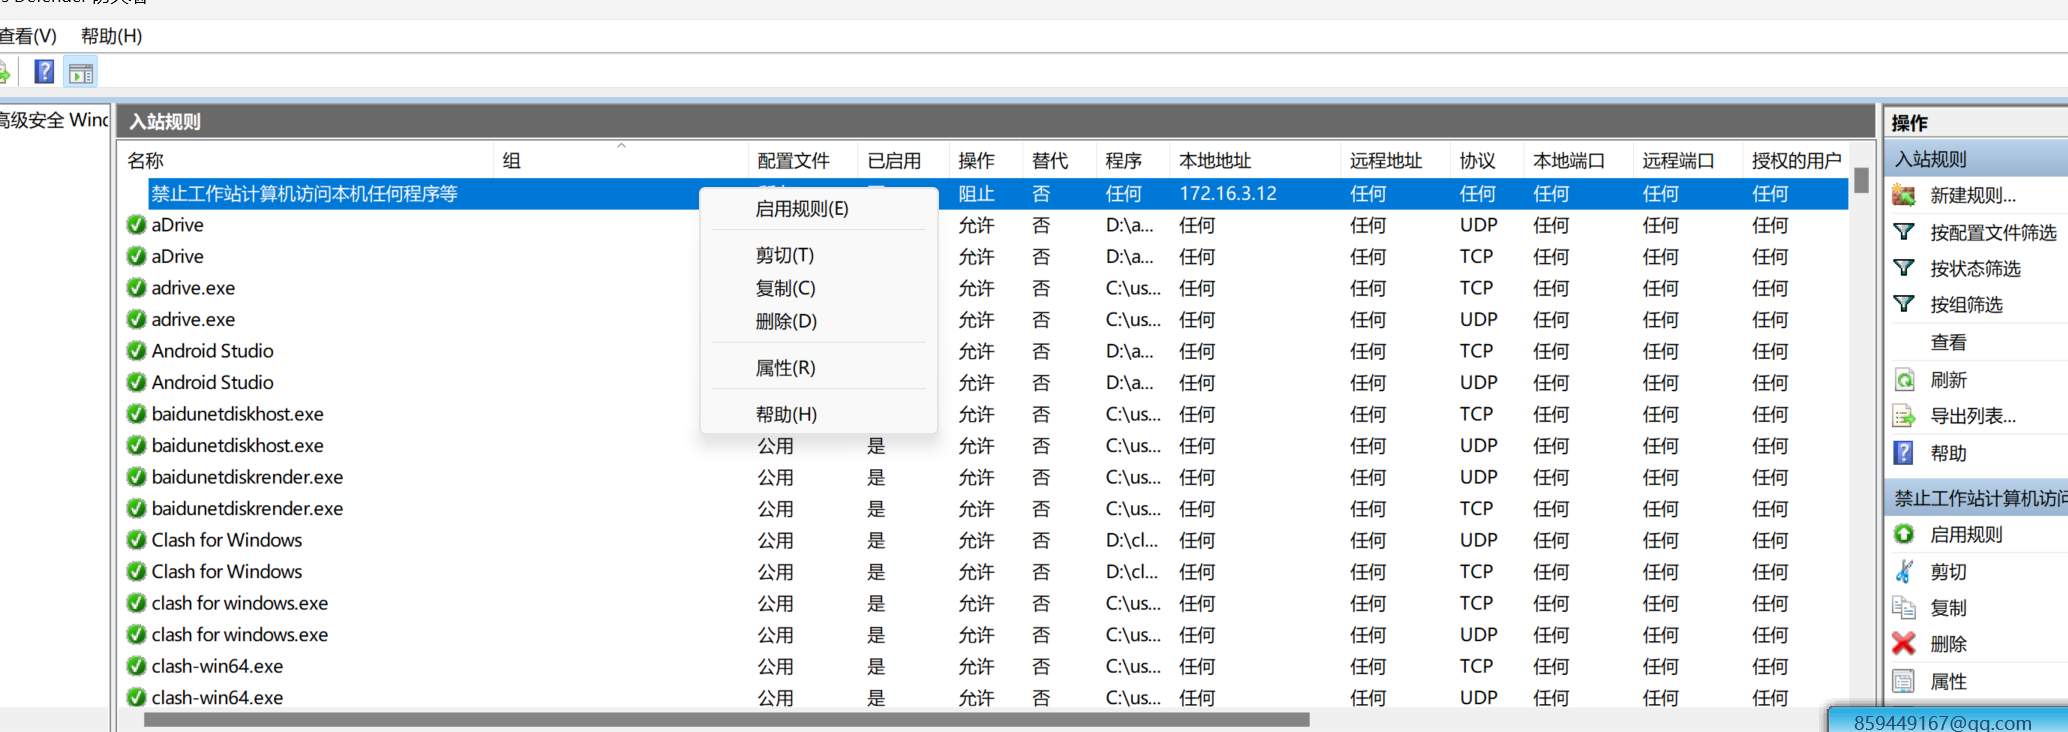 查看(V) 帮助(H)
高级安全 Winc
入站规则
名称 组 配置文件 已启用 操作 替代 程序 本地地址 远程地址 协议 本地端口 远程端口 授权的用户
禁止工作站计算机访问本机任何程序等 阻止 否 任何 172.16.3.12 任何 任何 任何 任何 任何
aDrive 允许 否 D:\a... 任何 任何 UDP 任何 任何 任何
aDrive 允许 否 D:\a... 任何 任何 TCP 任何 任何 任何
adrive.exe 允许 否 C:\us... 任何 任何 TCP 任何 任何 任何
adrive.exe 允许 否 C:\us... 任何 任何 UDP 任何 任何 任何
Android Studio 允许 否 D:\a... 任何 任何 TCP 任何 任何 任何
Android Studio 允许 否 D:\a... 任何 任何 UDP 任何 任何 任何
baidunetdiskhost.exe 允许 否 C:\us... 任何 任何 TCP 任何 任何 任何
baidunetdiskhost.exe 公用 是 允许 否 C:\us... 任何 任何 UDP 任何 任何 任何
baidunetdiskrender.exe 公用 是 允许 否 C:\us... 任何 任何 UDP 任何 任何 任何
baidunetdiskrender.exe 公用 是 允许 否 C:\us... 任何 任何 TCP 任何 任何 任何
Clash for Windows 公用 是 允许 否 D:\cl... 任何 任何 UDP 任何 任何 任何
Clash for Windows 公用 是 允许 否 D:\cl... 任何 任何 TCP 任何 任何 任何
clash for windows.exe 公用 是 允许 否 C:\us... 任何 任何 TCP 任何 任何 任何
clash for windows.exe 公用 是 允许 否 C:\us... 任何 任何 UDP 任何 任何 任何
clash-win64.exe 公用 是 允许 否 C:\us... 任何 任何 TCP 任何 任何 任何
clash-win64.exe 公用 是 允许 否 C:\us... 任何 任何 UDP 任何 任何 任何
启用规则(E)
剪切(T)
复制(C)
删除(D)
属性(R)
帮助(H)
操作
入站规则
新建规则...
按配置文件筛选
按状态筛选
按组筛选
查看
刷新
导出列表...
帮助
禁止工作站计算机访问
启用规则
剪切
复制
删除
属性
859449167@qq.com